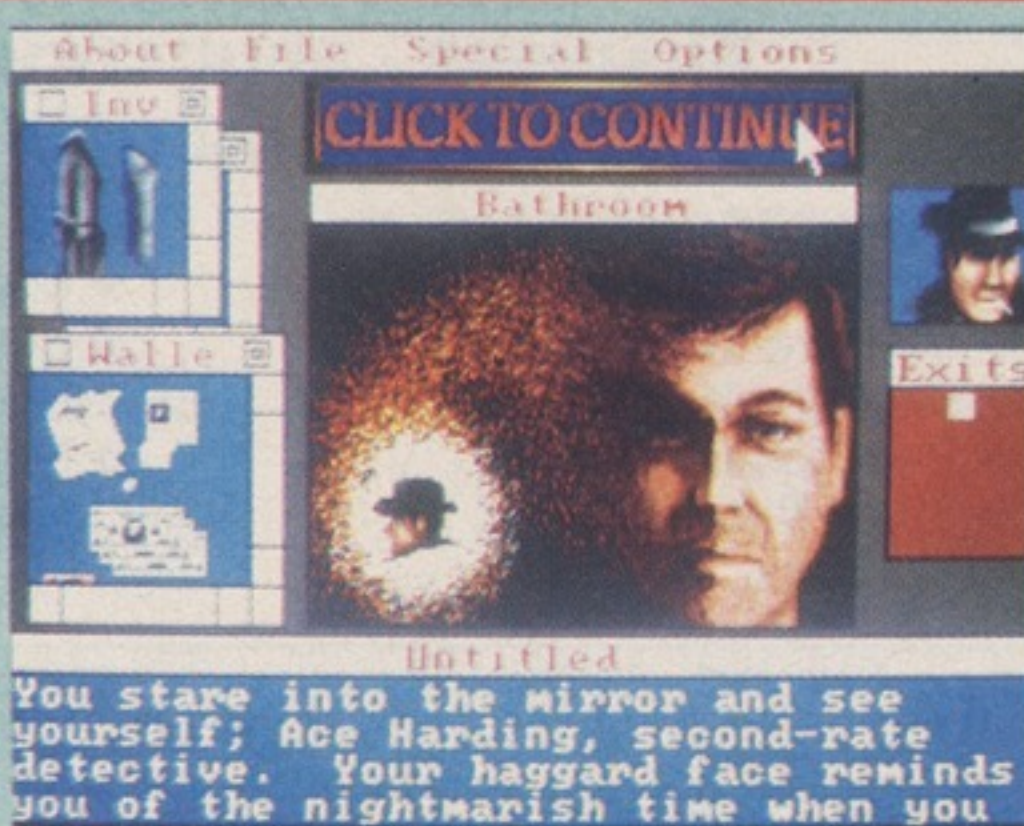 About File Special Options
Inv
CLICK TO CONTINUE
Bathroom
Walle
Exits
Untitled
You stare into the mirror and see
yourself; Ace Harding, second-rate
detective. Your haggard face reminds
you of the nightmarish time when you